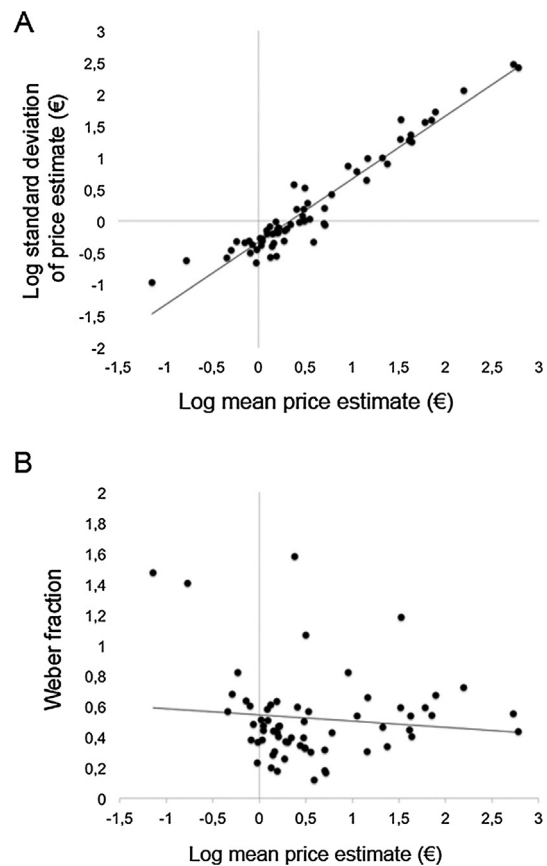 A
Log standard deviation
of price estimate (€)
3
2,5
2
1,5
1
0,5
0
-0,5
-1
-1,5
-2
-1,5 -1 -0,5 0 0,5 1 1,5 2 2,5 3
Log mean price estimate (€)
B
Weber fraction
2
1,8
1,6
1,4
1,2
1
0,8
0,6
0,4
0,2
0
-1,5 -1 -0,5 0 0,5 1 1,5 2 2,5 3
Log mean price estimate (€)